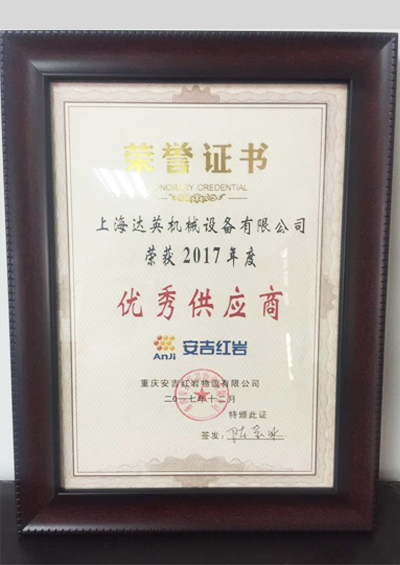 荣誉证书
HONORARY CREDENTIAL
上海达英机械设备有限公司
荣获2017年度
优秀供应商
AnJi 安吉红岩
重庆安吉红岩物流有限公司
二〇一七年十二月
特颁此证
签发: